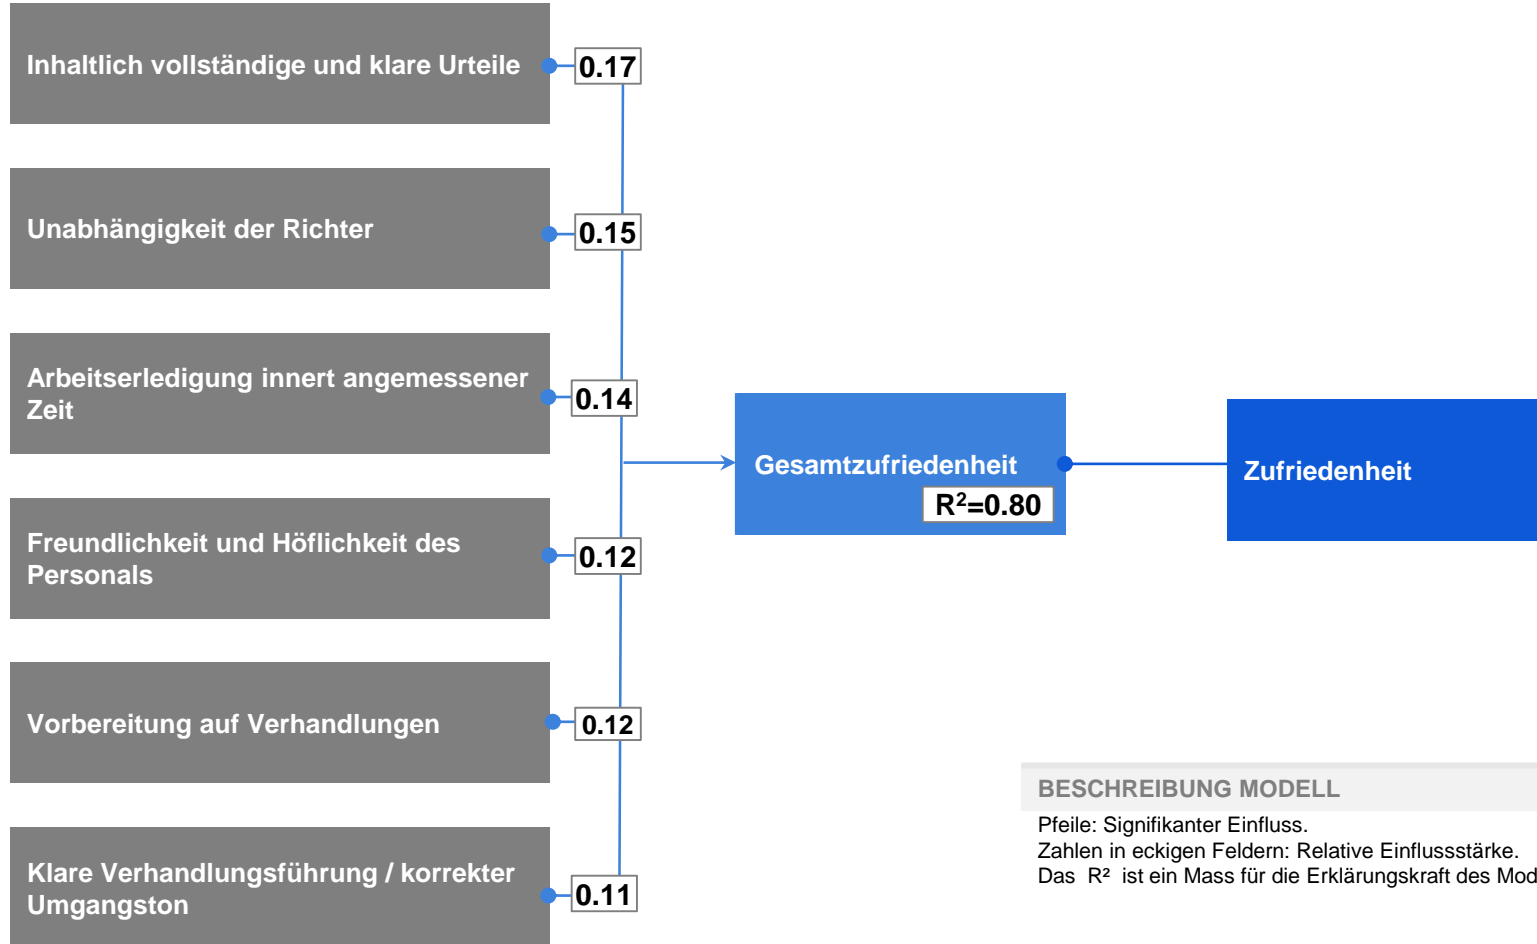 Inhaltlich vollständige und klare Urteile
0.17
Unabhängigkeit der Richter
0.15
Arbeitserledigung innert angemessener
Zeit
0.14
Freundlichkeit und Höflichkeit des
Personals
0.12
Vorbereitung auf Verhandlungen
0.12
Klare Verhandlungsführung / korrekter
Umgangston
0.11
Gesamtzufriedenheit
R²=0.80
Zufriedenheit
BESCHREIBUNG MODELL
Pfeile: Signifikanter Einfluss.
Zahlen in eckigen Feldern: Relative Einflussstärke.
Das R² ist ein Mass für die Erklärungskraft des